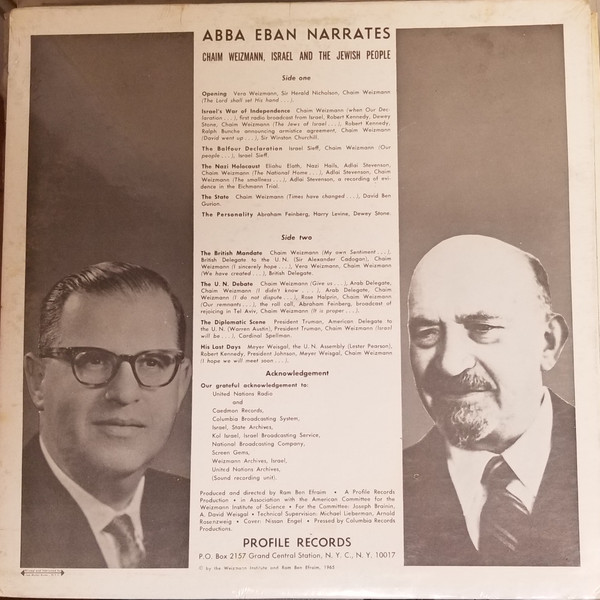 ABBA EBAN NARRATES
CHAIM WEIZMANN, ISRAEL AND THE JEWISH PEOPLE
Side one
Opening Vera Weizmann, Sir Harold Nicholson, Chaim Weizmann
(The Lord shall set His hand . . .).
Israel's War of Independence Chaim Weizmann (when Our Dec-
laration . . .), first radio broadcast from Israel, Robert Kennedy, Dewey
Stone, Chaim Weizmann (The Jews of Israel . . .), Robert Kennedy,
Ralph Bunche announcing armistice agreement, Chaim Weizmann
(David went up . . .), Sir Winston Churchill.
The Balfour Declaration Israel Sieff, Chaim Weizmann (Our
people . . .), Israel Sieff.
The Nazi Holocaust Eliahu Elath, Nazi Hails, Adlai Stevenson,
Chaim Weizmann (The National Home . . .), Adlai Stevenson, Chaim
Weizmann (The smallness . . .), Adlai Stevenson, a recording of evi-
dence in the Eichmann Trial.
The State Chaim Weizmann (Times have changed . . .), David Ben
Gurion.
The Personality Abraham Feinberg, Harry Levine, Dewey Stone.
Side two
The British Mandate Chaim Weizmann (My own Sentiment . . .),
British Delegate to the U.N. (Sir Alexander Cadogan), Chaim
Weizmann (I sincerely hope . . .), Vera Weizmann, Chaim Weizmann
(We have created . . .), British Delegate.
The U.N. Debate Chaim Weizmann (Give us . . .), Arab Delegate,
Chaim Weizmann (I didn't know . . .), Arab Delegate, Chaim
Weizmann (I do not dispute . . .), Rose Halprin, Chaim Weizmann
(Our remnants . . .), the roll call, Abraham Feinberg, broadcast of
rejoicing in Tel Aviv, Chaim Weizmann (It is proper . . .).
The Diplomatic Scene President Truman, American Delegate to
the U.N. (Warren Austin), President Truman, Chaim Weizmann (Israel
will be . . .), Cardinal Spellman.
His Last Days Meyer Weisgal, the U.N. Assembly (Lester Pearson),
Robert Kennedy, President Johnson, Meyer Weisgal, Chaim Weizmann
(I hope we will meet soon . . .).
Acknowledgement
Our grateful acknowledgement to:
United Nations Radio
and
Caedmon Records,
Columbia Broadcasting System,
Israel, State Archives,
Kol Israel, Israel Broadcasting Service,
National Broadcasting Company,
Screen Gems,
Weizmann Archives, Israel,
United Nations Archives,
(Sound recording unit).
Produced and directed by Ram Ben Efraim • A Profile Records
Production • in Association with the American Committee for the
Weizmann Institute of Science • For the Committee: Joseph Brainin,
A. David Weisgal • Technical Supervision: Michael Lieberman, Arnold
Rosenzweig • Cover: Nissan Engel • Pressed by Columbia Records
Productions.
PROFILE RECORDS
P.O. Box 2157 Grand Central Station, N. Y. C., N. Y. 10017
© by the Weizmann Institute and Ram Ben Efraim,